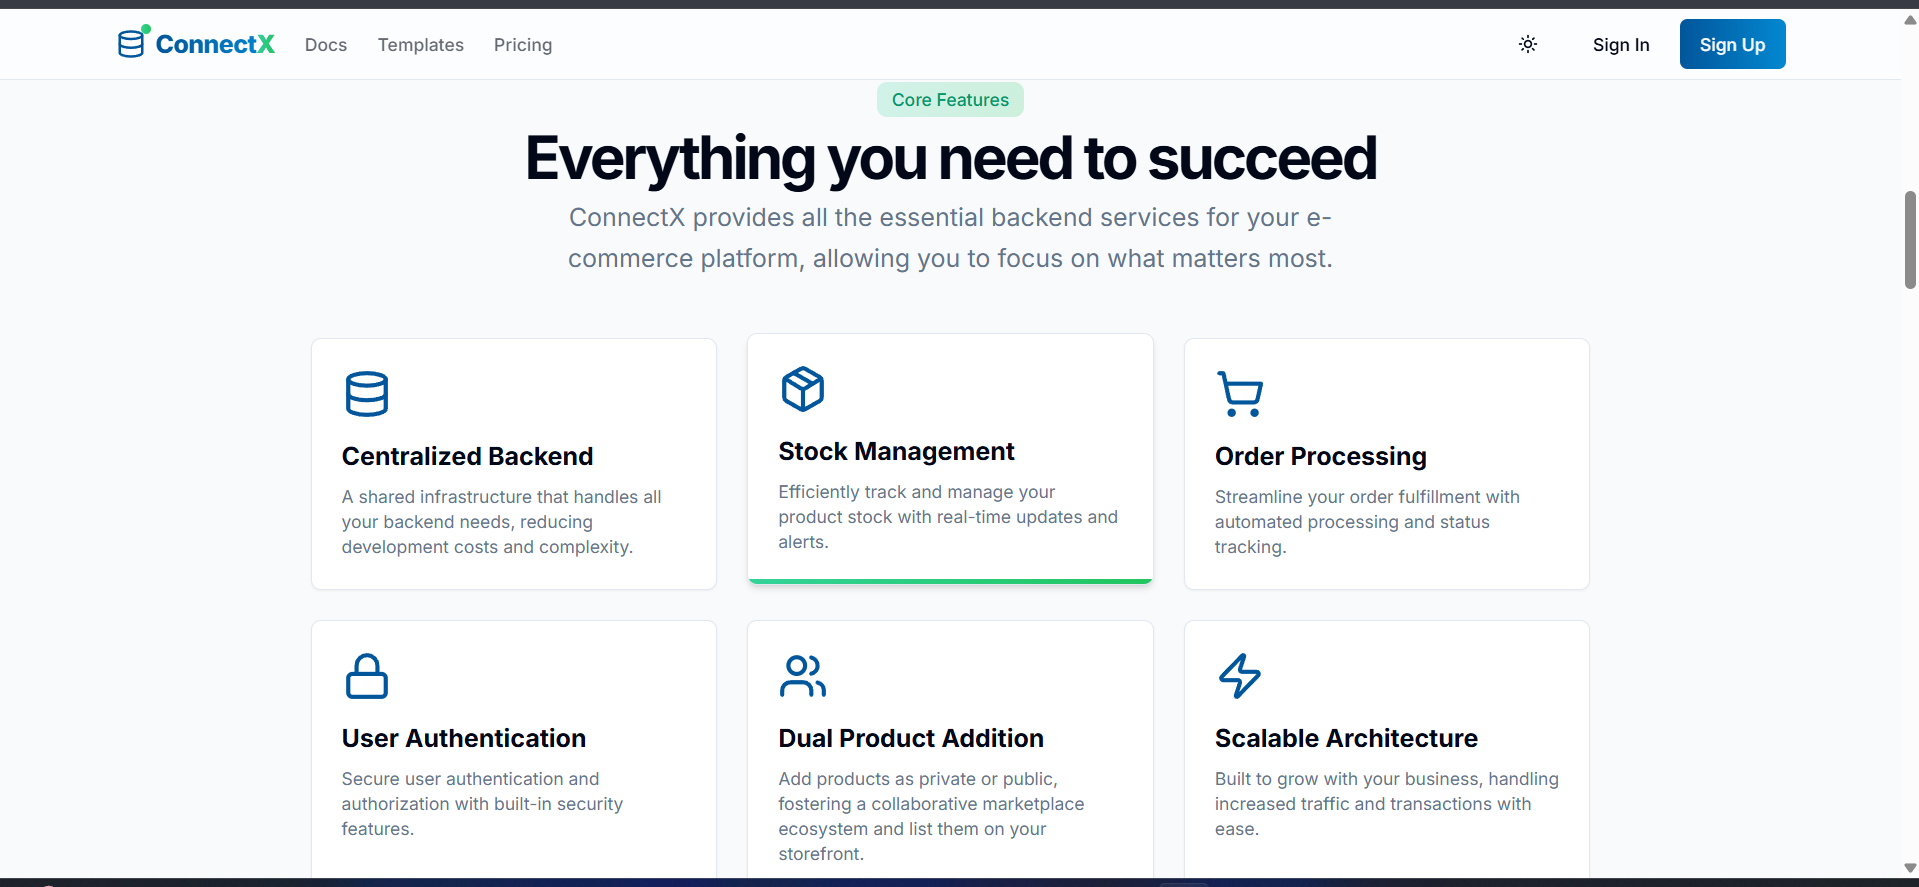 ConnectX Docs Templates Pricing Sign In Sign Up
Core Features
Everything you need to succeed
ConnectX provides all the essential backend services for your e-
commerce platform, allowing you to focus on what matters most.
Centralized Backend
A shared infrastructure that handles all
your backend needs, reducing
development costs and complexity.
Stock Management
Efficiently track and manage your
product stock with real-time updates and
alerts.
Order Processing
Streamline your order fulfillment with
automated processing and status
tracking.
User Authentication
Secure user authentication and
authorization with built-in security
features.
Dual Product Addition
Add products as private or public,
fostering a collaborative marketplace
ecosystem and list them on your
storefront.
Scalable Architecture
Built to grow with your business, handling
increased traffic and transactions with
ease.